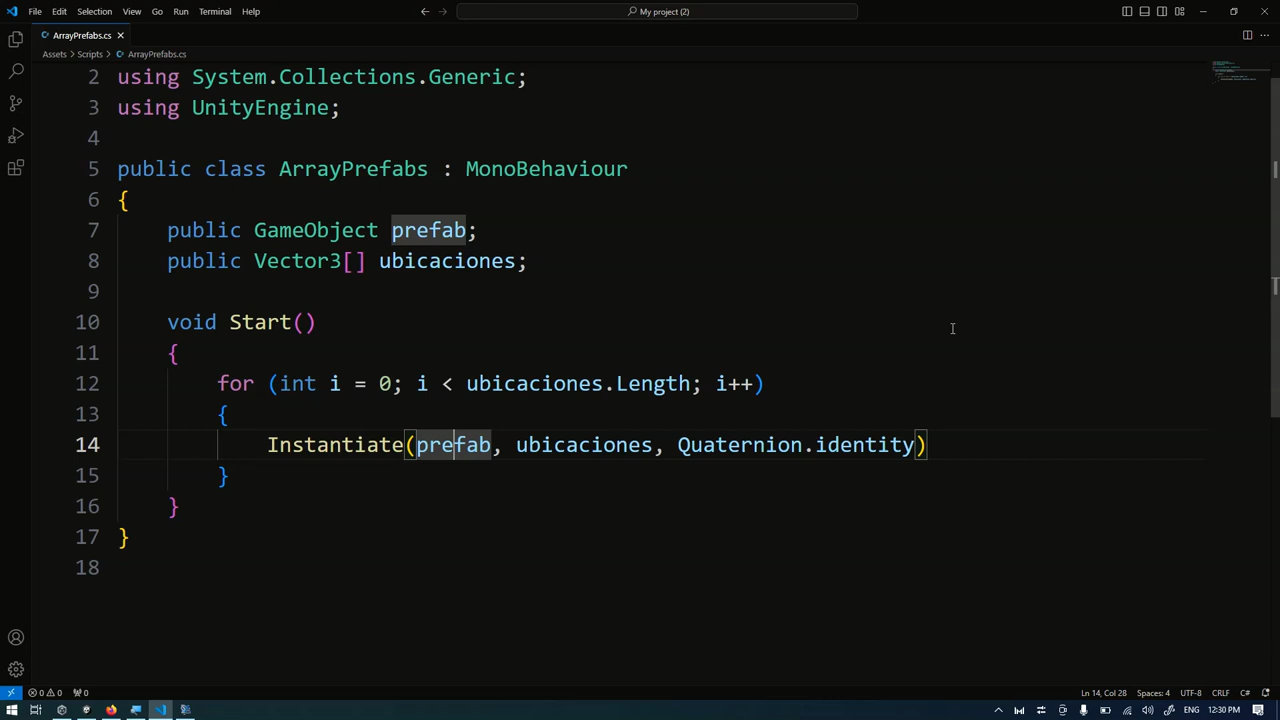 File Edit Selection View Go Run Terminal Help
My project (2)
ArrayPrefabs.cs
Assets > Scripts > ArrayPrefabs.cs
2 using System.Collections.Generic;
3 using UnityEngine;
4
5 public class ArrayPrefabs : MonoBehaviour
6 {
7 public GameObject prefab;
8 public Vector3[] ubicaciones;
9
10 void Start()
11 {
12 for (int i = 0; i < ubicaciones.Length; i++)
13 {
14 Instantiate(prefab, ubicaciones, Quaternion.identity)
15 }
16 }
17 }
18
0 0 0 Ln 14, Col 28 Spaces: 4 UTF-8 CRLF C#
ENG 12:30 PM